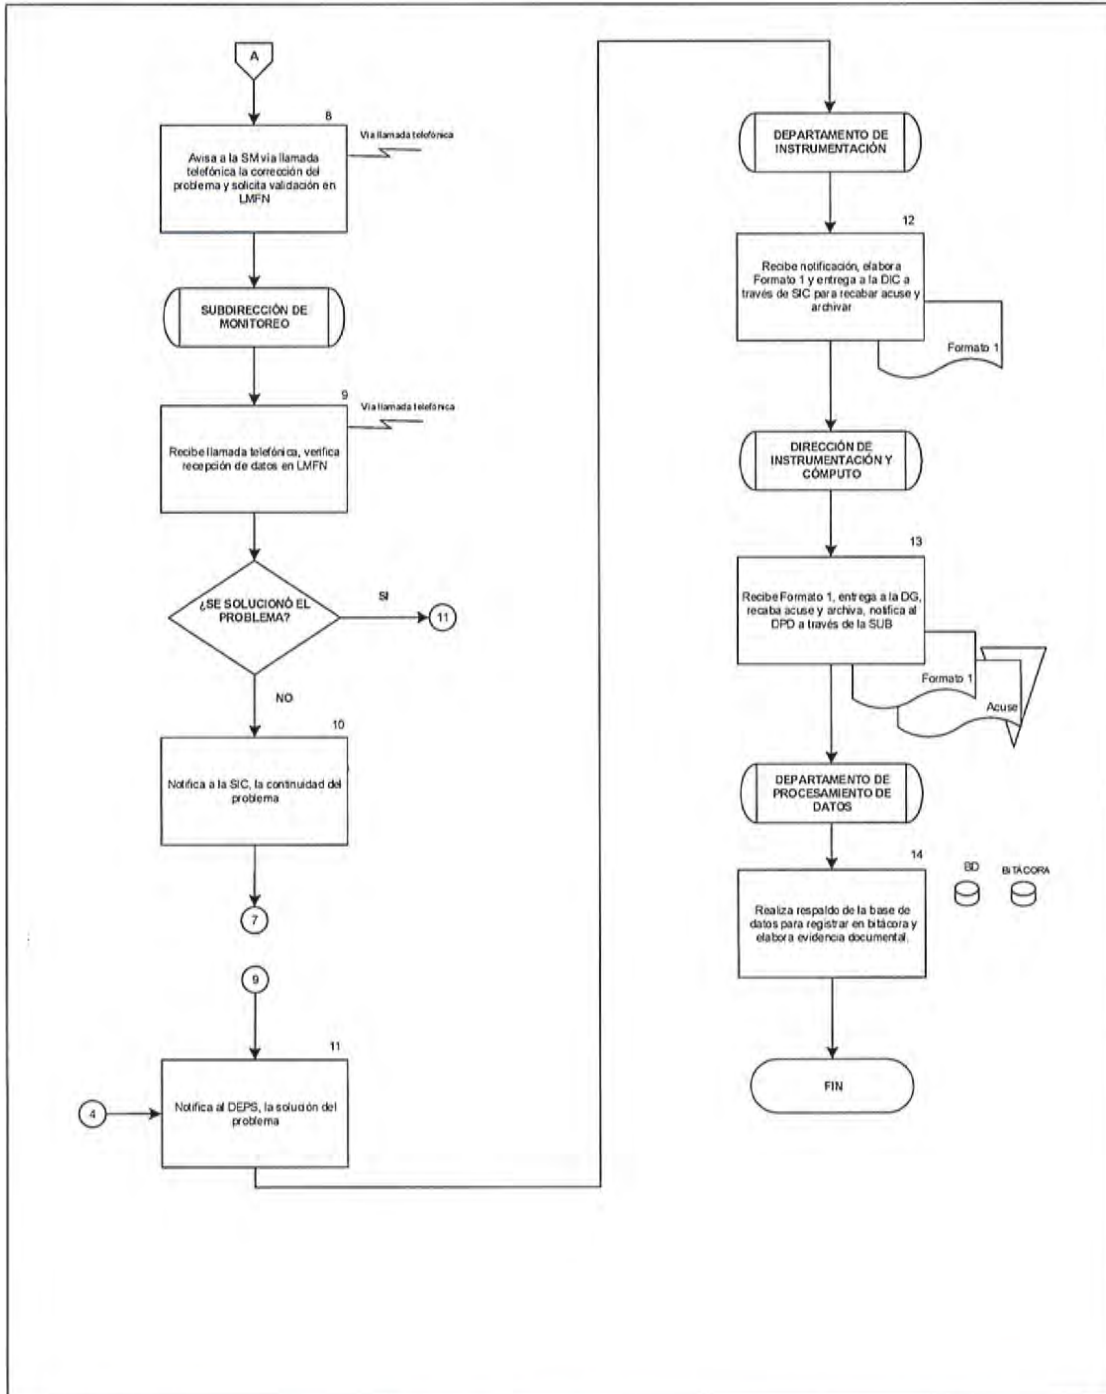 A
8
Via llamada telefónica
Avisa a la SM via llamada
telefónica la corrección del
problema y solicita validación en
LMFN
SUBDIRECCIÓN DE
MONITOREO
9
Via llamada telefónica
Recibe llamada telefónica, verifica
recepción de datos en LMFN
¿SE SOLUCIONÓ EL
PROBLEMA?
SI
11
NO
10
Notifica a la SIC, la continuidad del
problema
7
9
11
4
Notifica al DEPS, la solución del
problema
DEPARTAMENTO DE
INSTRUMENTACIÓN
12
Recibe notificación, elabora
Formato 1 y entrega a la DIC a
través de SIC para recabar acuse y
archivar
Formato 1
DIRECCIÓN DE
INSTRUMENTACIÓN Y
CÓMPUTO
13
Recibe Formato 1, entrega a la DG,
recaba acuse y archiva, notifica al
DPD a través de la SUB
Formato 1
Acuse
DEPARTAMENTO DE
PROCESAMIENTO DE
DATOS
14
BD
BITÁCORA
Realiza respaldo de la base de
datos para registrar en bitácora y
elabora evidencia documental.
FIN